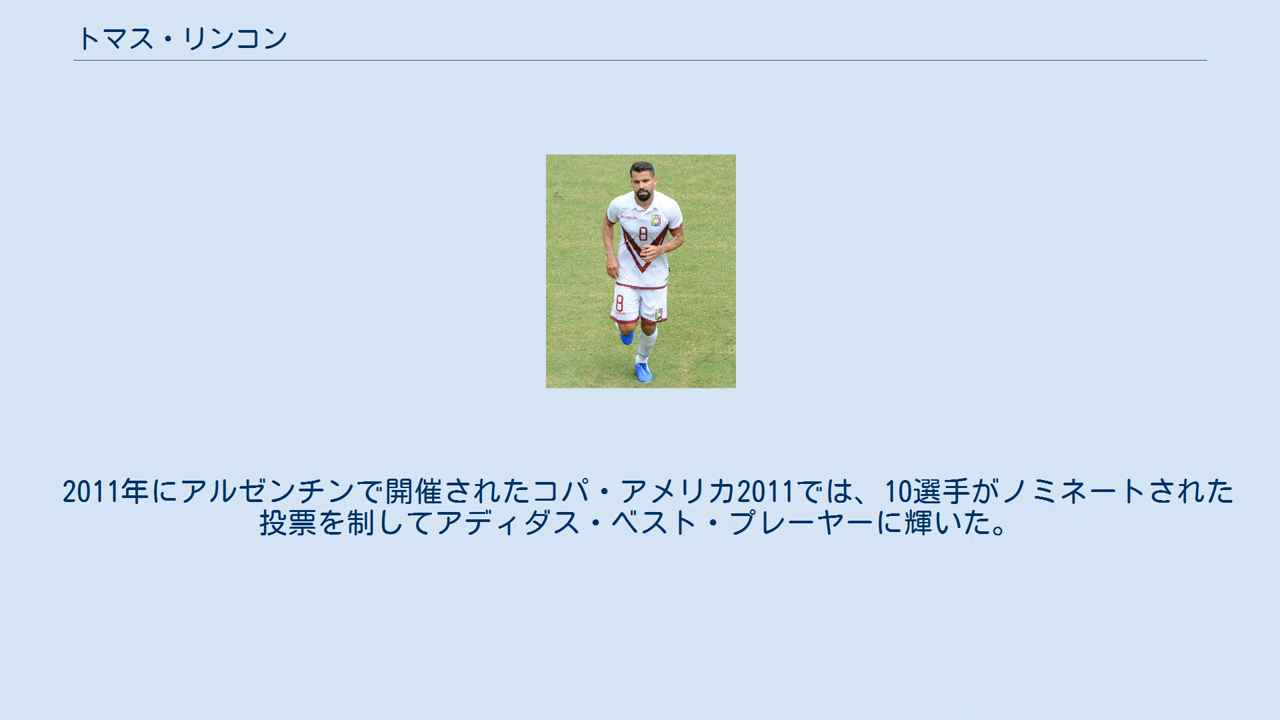 トマス・リンコン
8
8
2011年にアルゼンチンで開催されたコパ・アメリカ2011では、10選手がノミネートされた
投票を制してアディダス・ベスト・プレーヤーに輝いた。